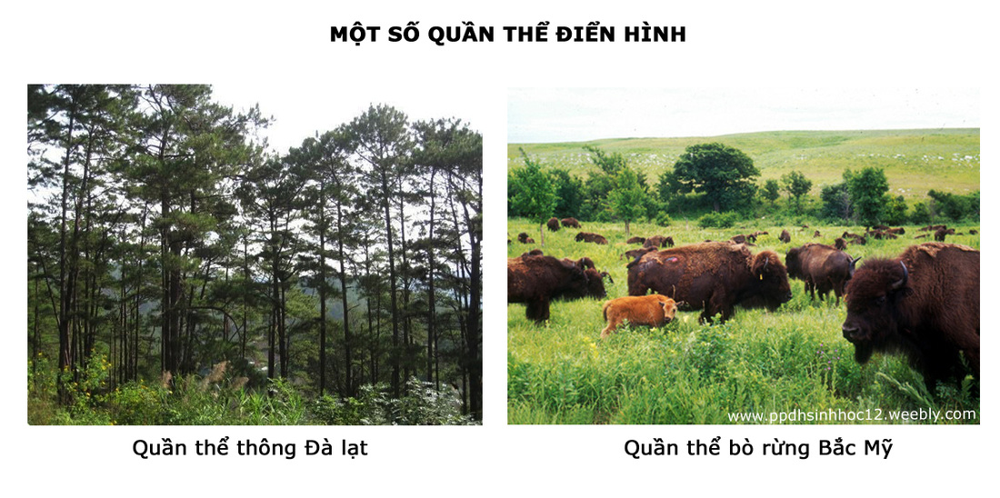 MỘT SỐ QUẦN THỂ ĐIỂN HÌNH
www.ppdhsinhhoc12.weebly.com
Quần thể thông Đà lạt
Quần thể bò rừng Bắc Mỹ